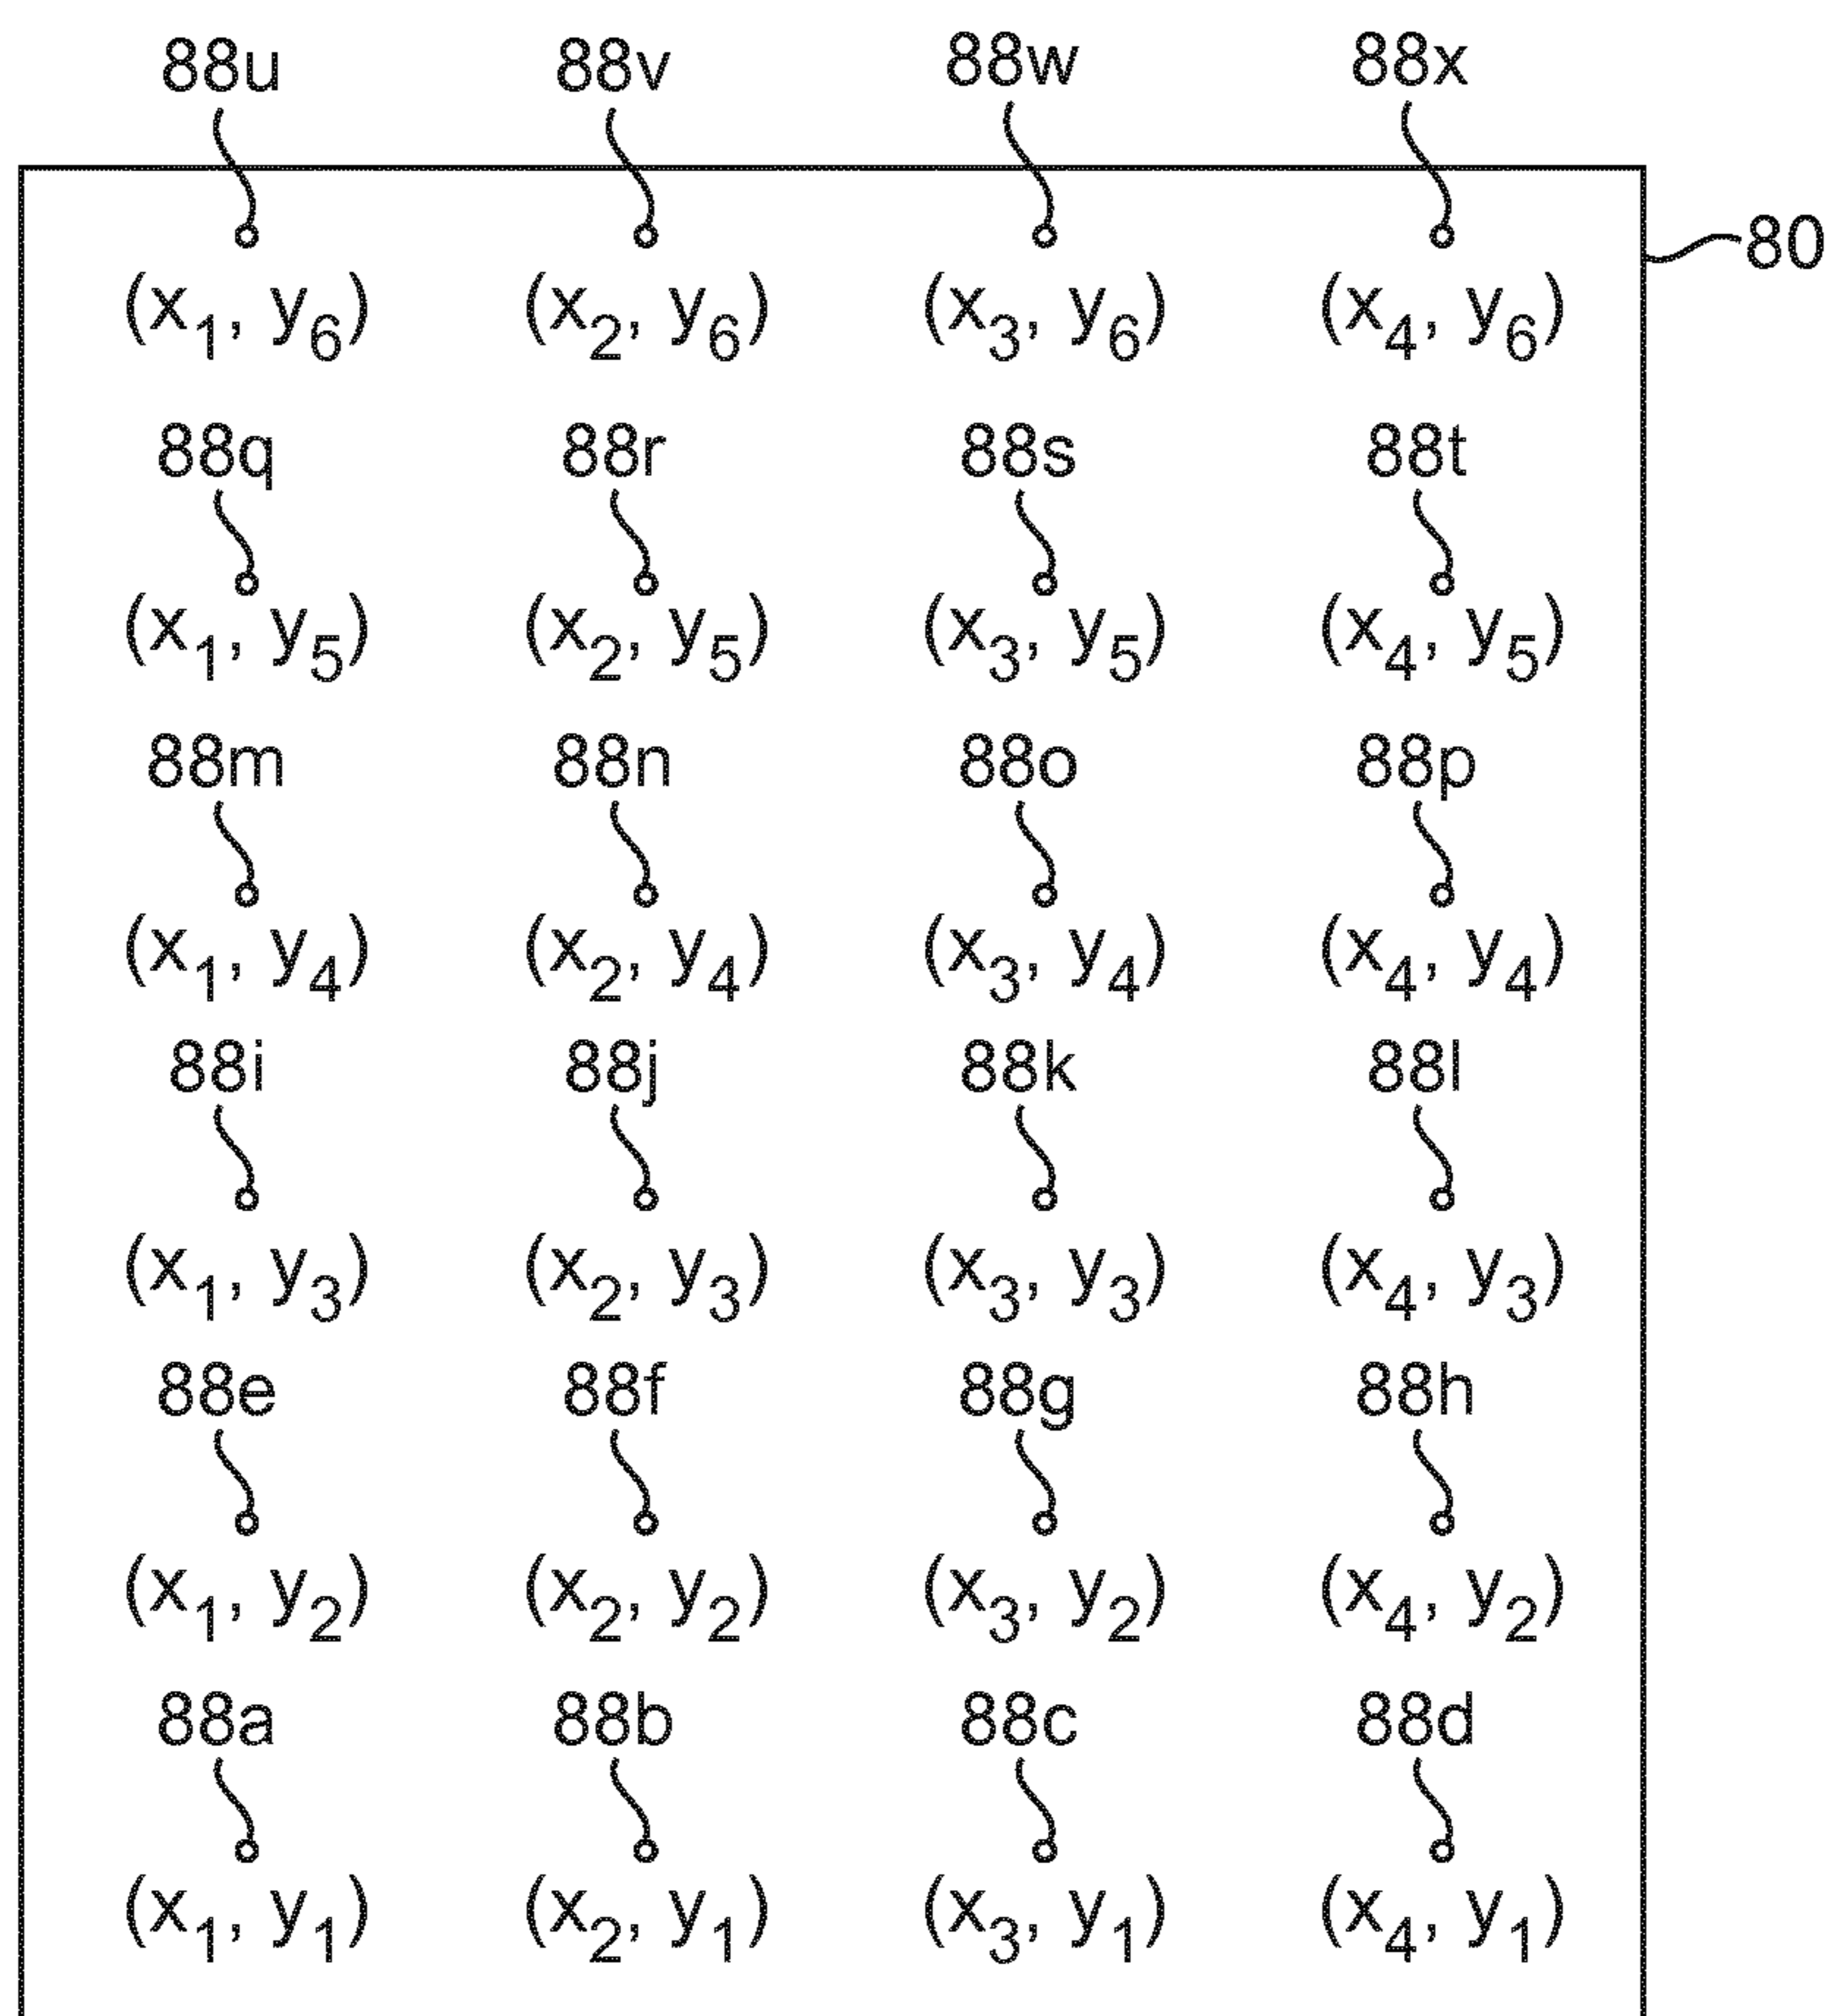 88u 88v 88w 88x
80
(x₁, y₆) (x₂, y₆) (x₃, y₆) (x₄, y₆)
88q 88r 88s 88t
(x₁, y₅) (x₂, y₅) (x₃, y₅) (x₄, y₅)
88m 88n 88o 88p
(x₁, y₄) (x₂, y₄) (x₃, y₄) (x₄, y₄)
88i 88j 88k 88l
(x₁, y₃) (x₂, y₃) (x₃, y₃) (x₄, y₃)
88e 88f 88g 88h
(x₁, y₂) (x₂, y₂) (x₃, y₂) (x₄, y₂)
88a 88b 88c 88d
(x₁, y₁) (x₂, y₁) (x₃, y₁) (x₄, y₁)